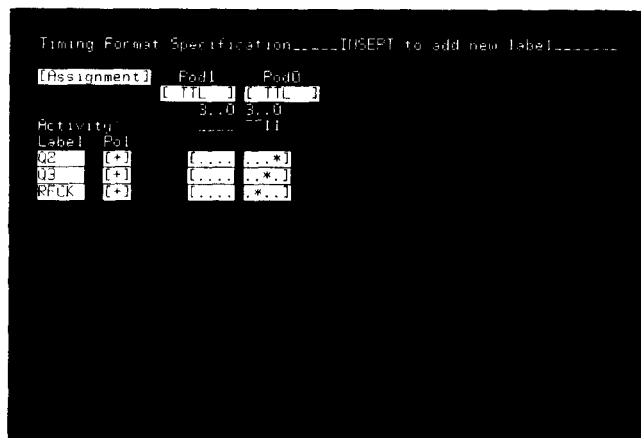 Timing Format Specification_____INSERT to add new label_______
[Assignment] Pod1 Pod0
[ TTL ] [ TTL ]
3..0 3..0
Activity
Label Pol
Q2 [+] [.... ...*]
Q3 [+] [.... ..*.]
RFCK [+] [.... .*..]